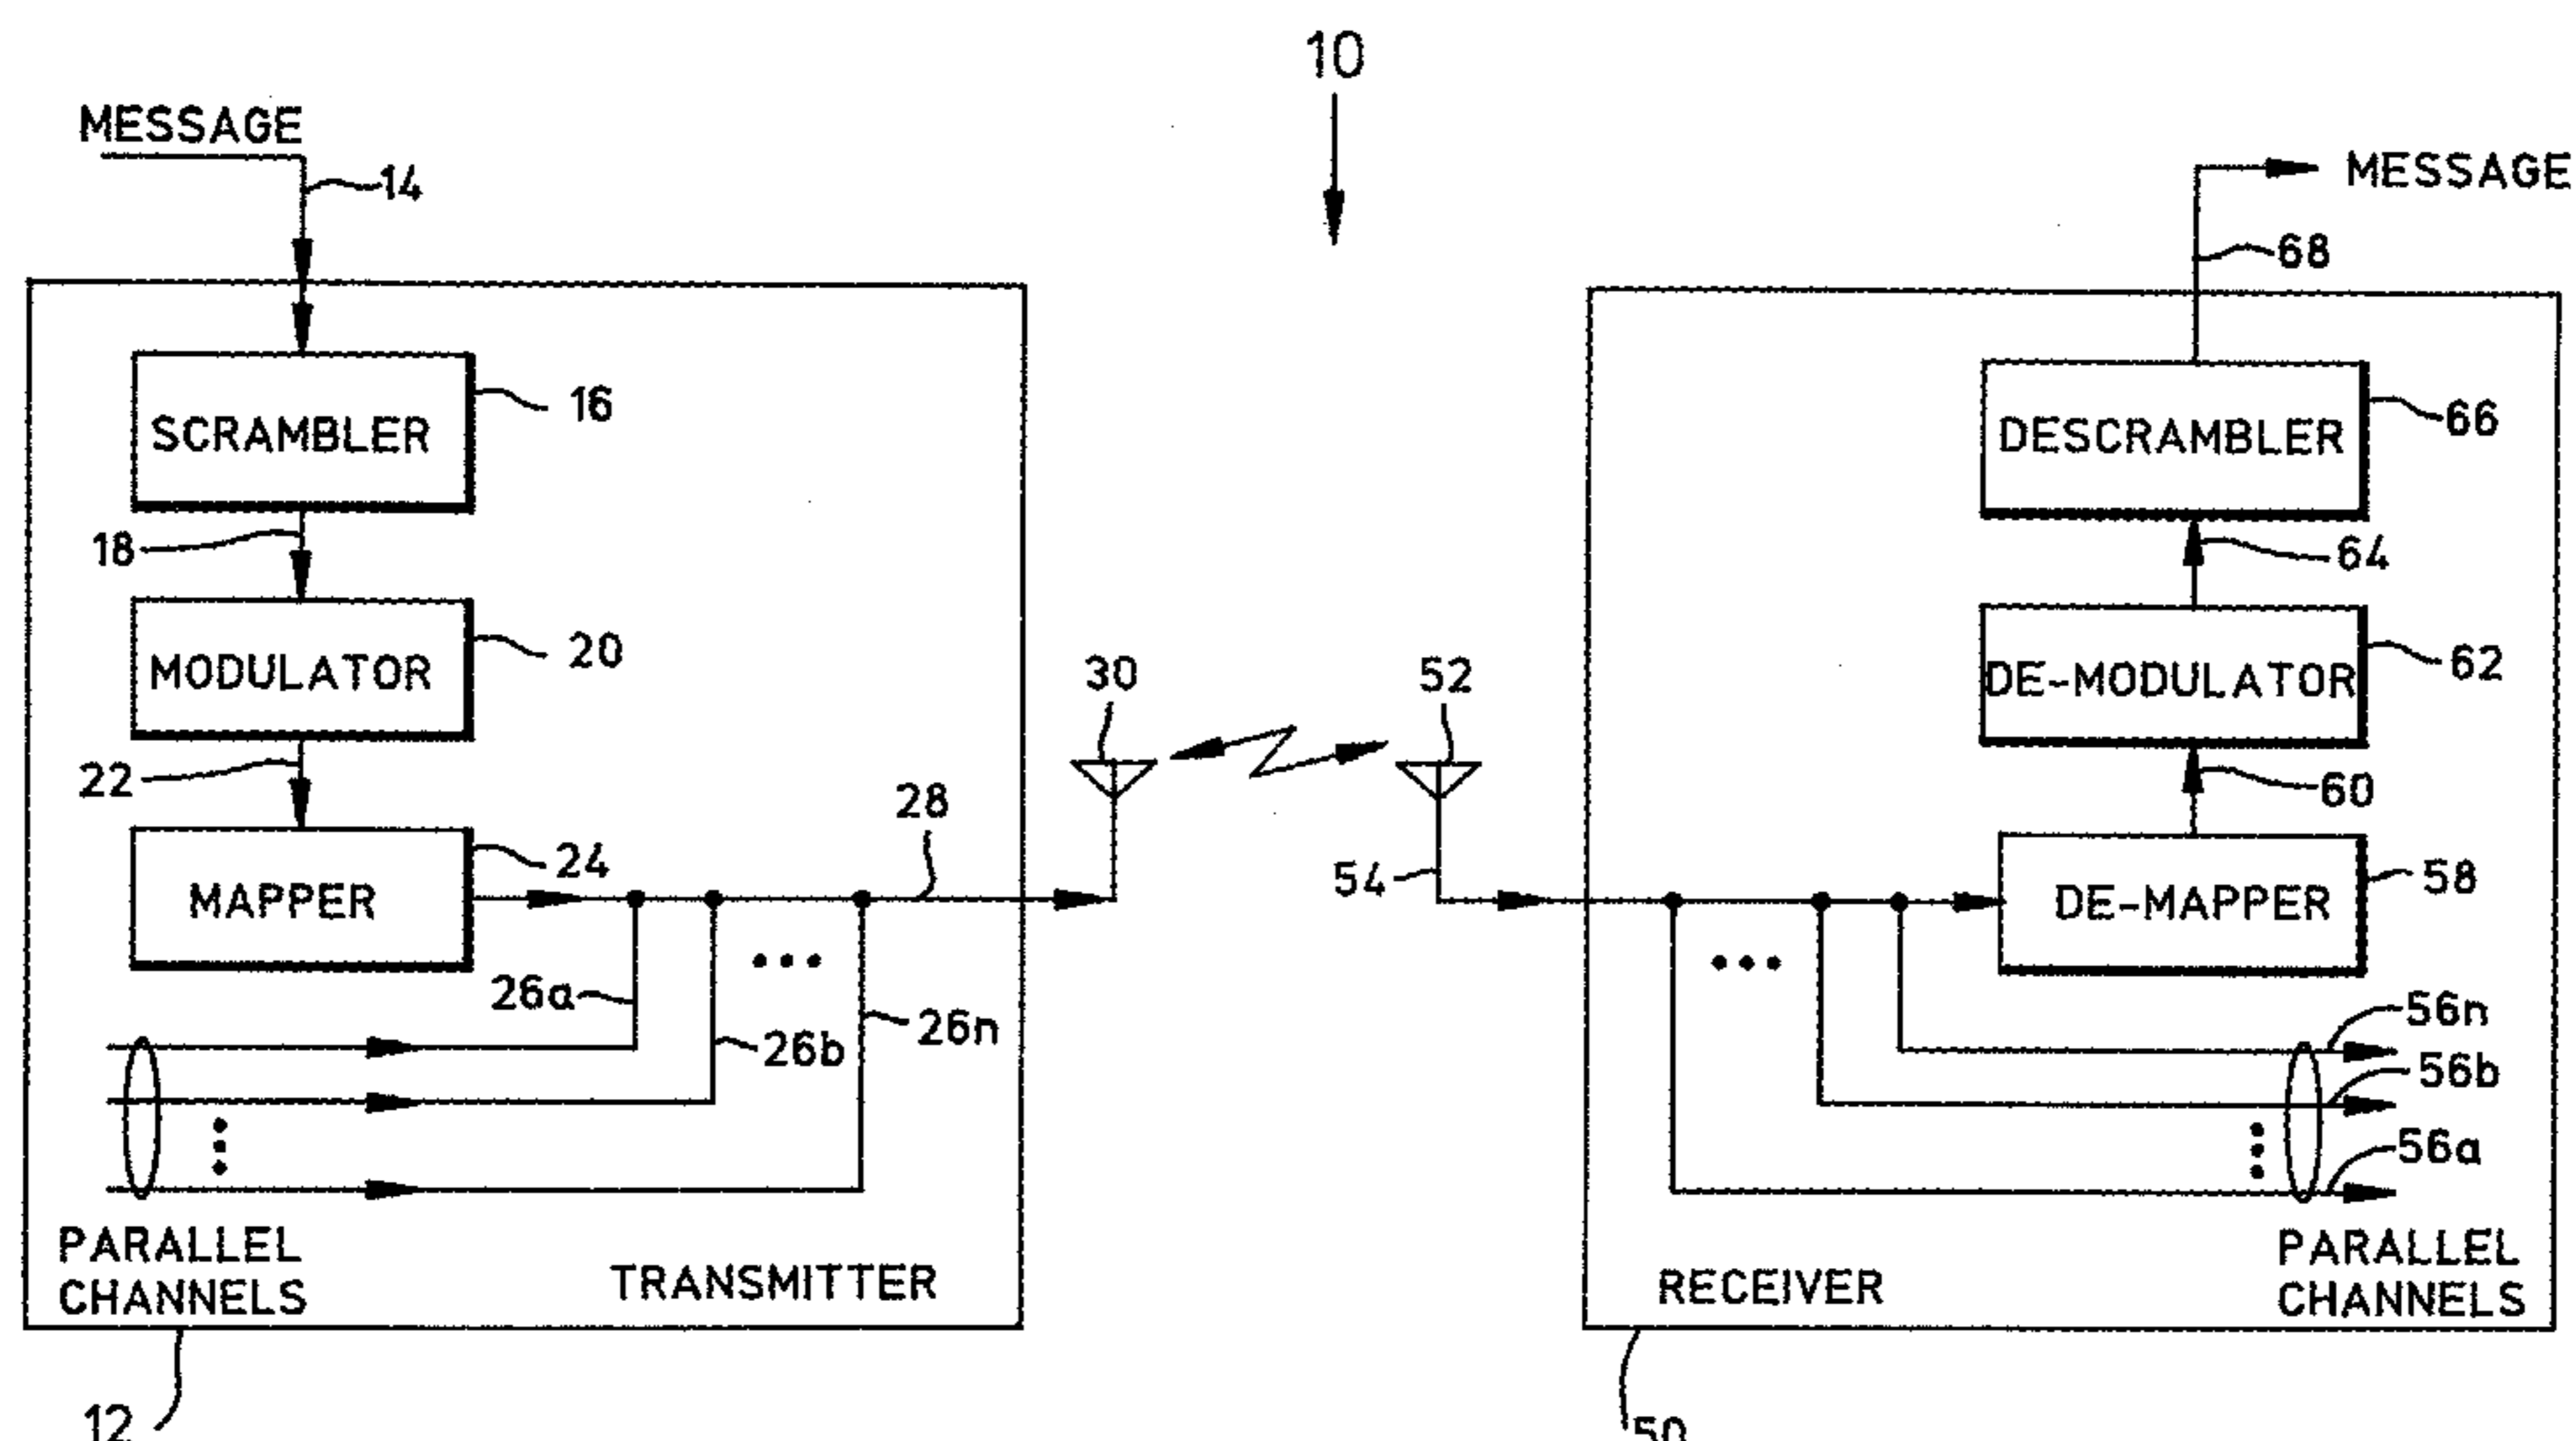 10
MESSAGE
14
SCRAMBLER
16
18
MODULATOR
20
22
MAPPER
24
26a
26b
26n
28
30
PARALLEL
CHANNELS
TRANSMITTER
12
MESSAGE
68
DESCRAMBLER
66
64
DE-MODULATOR
62
60
DE-MAPPER
58
52
54
56n
56b
56a
RECEIVER
PARALLEL
CHANNELS
50